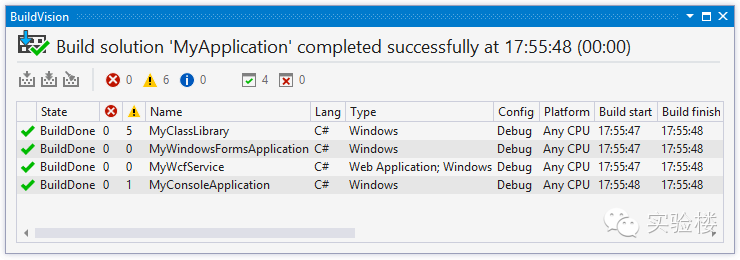 BuildVision
Build solution 'MyApplication' completed successfully at 17:55:48 (00:00)
0 6 0 4 0
State Name Lang Type Config Platform Build start Build finish
BuildDone 0 5 MyClassLibrary C# Windows Debug Any CPU 17:55:47 17:55:48
BuildDone 0 0 MyWindowsFormsApplication C# Windows Debug Any CPU 17:55:47 17:55:48
BuildDone 0 0 MyWcfService C# Web Application; Windows Debug Any CPU 17:55:47 17:55:48
BuildDone 0 1 MyConsoleApplication C# Windows Debug Any CPU 17:55:48 17:55:48
实验楼